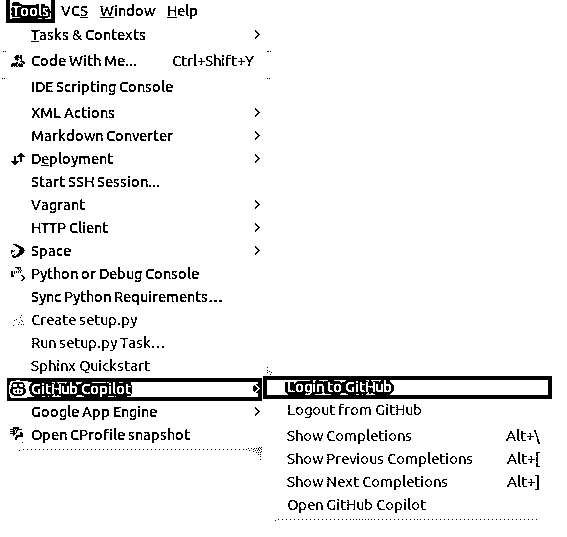 Tools VCS Window Help
Tasks & Contexts >
Code With Me... Ctrl+Shift+Y
IDE Scripting Console
XML Actions >
Markdown Converter >
Deployment >
Start SSH Session...
Vagrant >
HTTP Client >
Space >
Python or Debug Console
Sync Python Requirements...
Create setup.py
Run setup.py Task...
Sphinx Quickstart
GitHub Copilot > Login to GitHub
Google App Engine > Logout from GitHub
Open CProfile snapshot Show Completions Alt+\
Show Previous Completions Alt+[
Show Next Completions Alt+]
Open GitHub Copilot